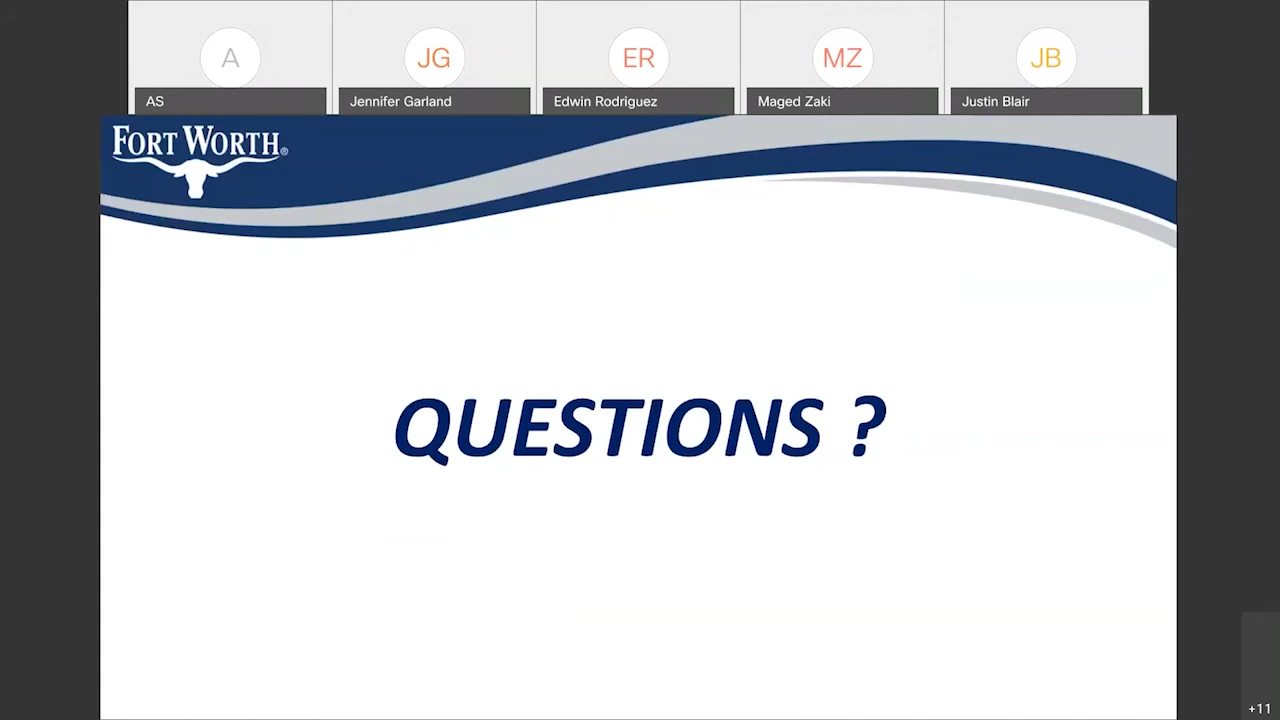 A
JG
ER
MZ
JB
AS
Jennifer Garland
Edwin Rodriguez
Maged Zaki
Justin Blair
FORT WORTH®
QUESTIONS ?
+11